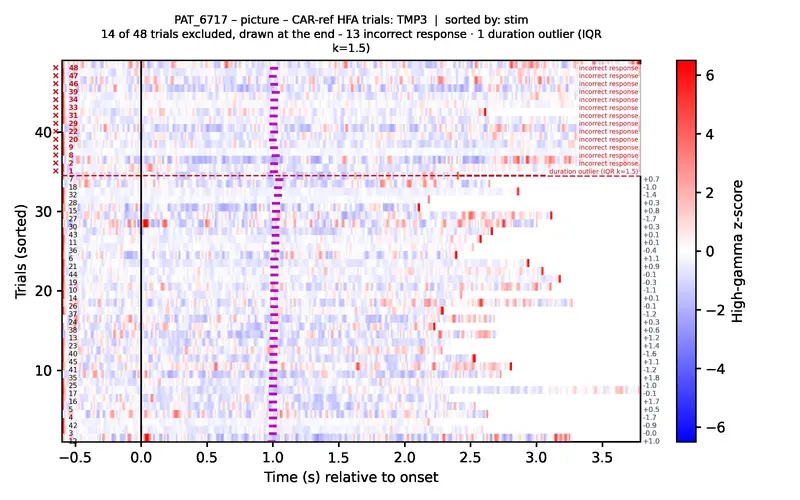 PAT_6717 – picture – CAR-ref HFA trials: TMP3 | sorted by: stim
14 of 48 trials excluded, drawn at the end - 13 incorrect response · 1 duration outlier (IQR
k=1.5)
Trials (sorted)
40
30
20
10
× 48 incorrect response
× 47 incorrect response
× 46 incorrect response
× 39 incorrect response
× 34 incorrect response
× 33 incorrect response
× 31 incorrect response
× 29 incorrect response
× 22 incorrect response
× 20 incorrect response
× 9 incorrect response
× 8 incorrect response
× 2 incorrect response
× 1 duration outlier (IQR k=1.5)
7 +0.7
18 -1.0
32 -1.4
28 +0.3
15 +0.8
27 -1.7
30 +0.3
43 +0.1
11 +0.1
36 -0.4
6 +1.1
21 +0.9
44 -0.1
19 -0.3
10 -1.1
14 +0.1
26 -0.1
37 -1.2
24 +0.3
38 +0.6
13 +1.2
23 +1.4
40 -1.6
45 +1.1
41 -1.2
35 +1.8
25 -1.0
17 -0.1
16 +1.7
5 +0.5
4 -1.7
42 -0.9
3 -0.0
12 +1.0
−0.5 0.0 0.5 1.0 1.5 2.0 2.5 3.0 3.5
Time (s) relative to onset
6
4
2
0
−2
−4
−6
High-gamma z-score